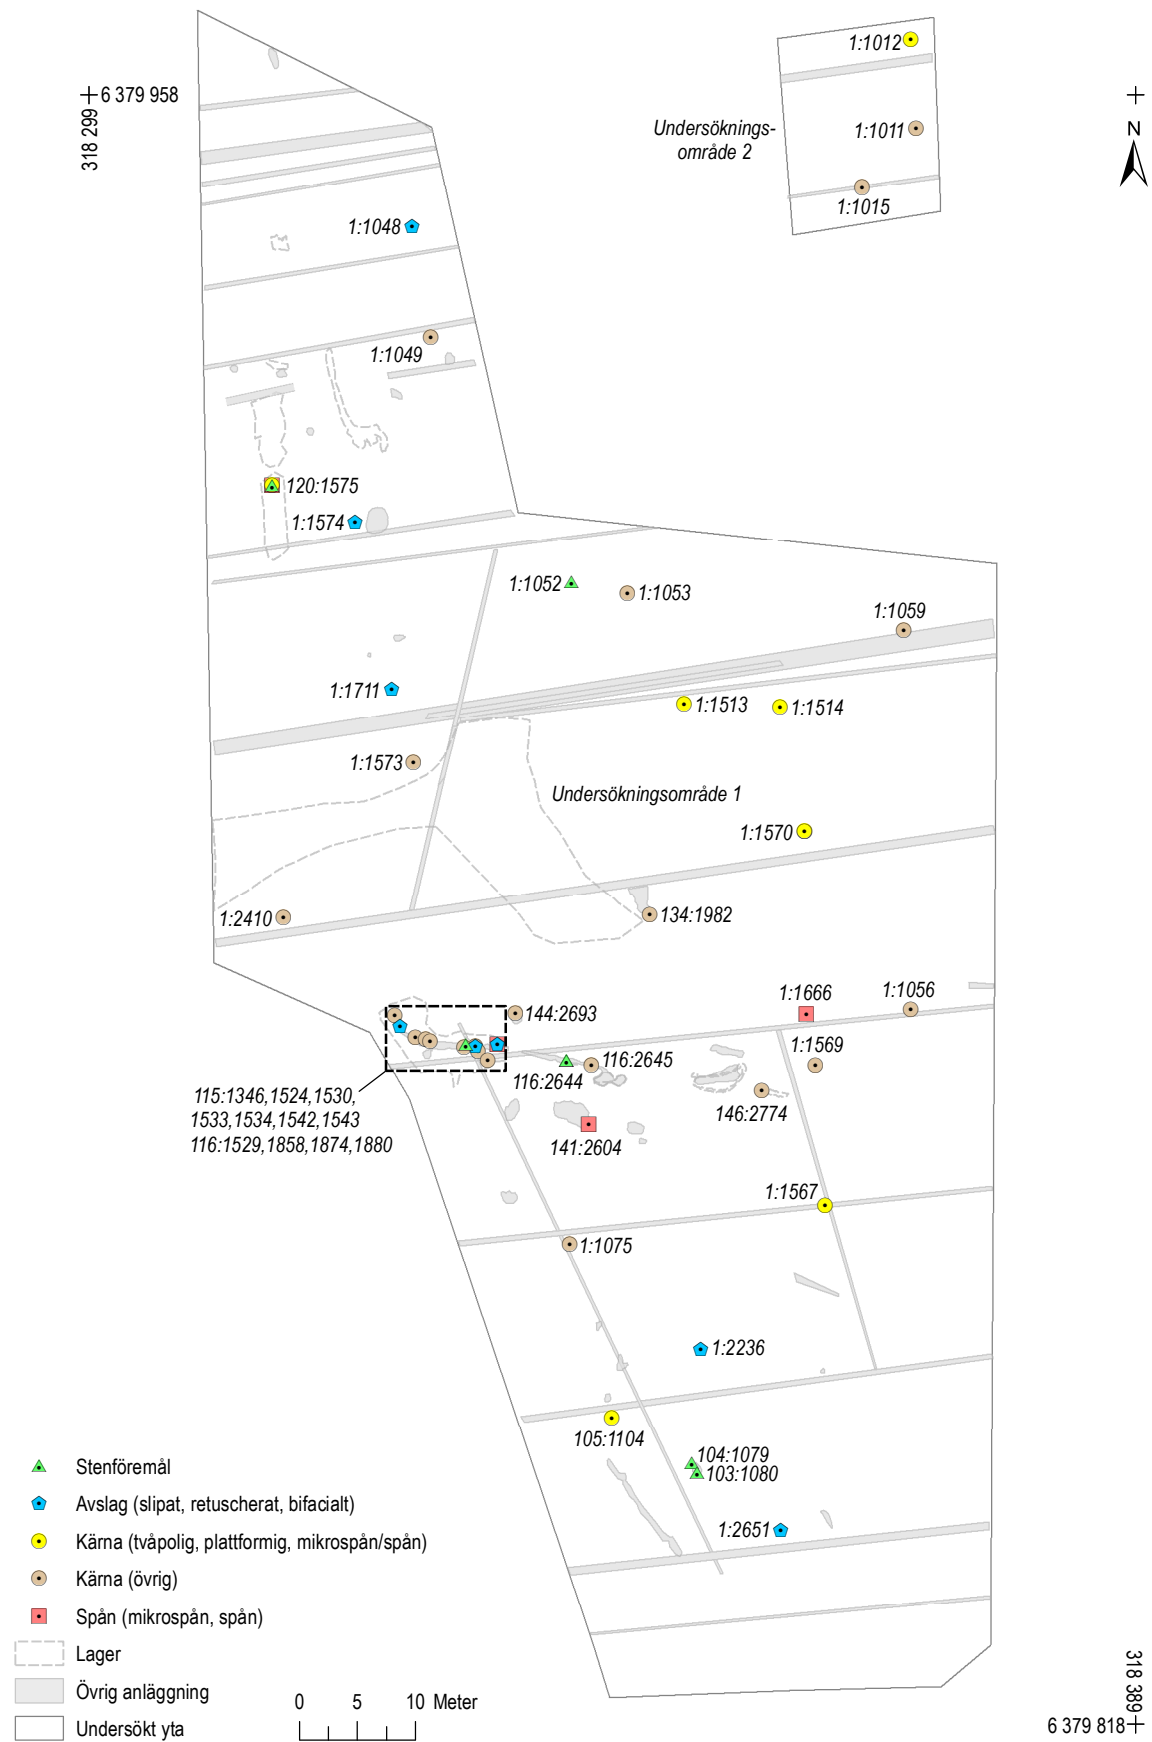 1:1012
6 379 958
318 299
Undersöknings-
område 2
1:1011
N
1:1015
1:1048
1:1049
120:1575
1:1574
1:1052
1:1053
1:1059
1:1711
1:1513
1:1514
1:1573
Undersökningsområde 1
1:1570
1:2410
134:1982
1:1666
1:1056
144:2693
1:1569
116:2645
116:2644
115:1346,1524,1530,
1533,1534,1542,1543
116:1529,1858,1874,1880
146:2774
141:2604
1:1567
1:1075
1:2236
105:1104
104:1079
103:1080
1:2651
Stenföremål
Avslag (slipat, retuscherat, bifacialt)
Kärna (tvåpolig, plattformig, mikrospån/spån)
Kärna (övrig)
Spån (mikrospån, spån)
Lager
Övrig anläggning
Undersökt yta
0 5 10 Meter
318 389
6 379 818